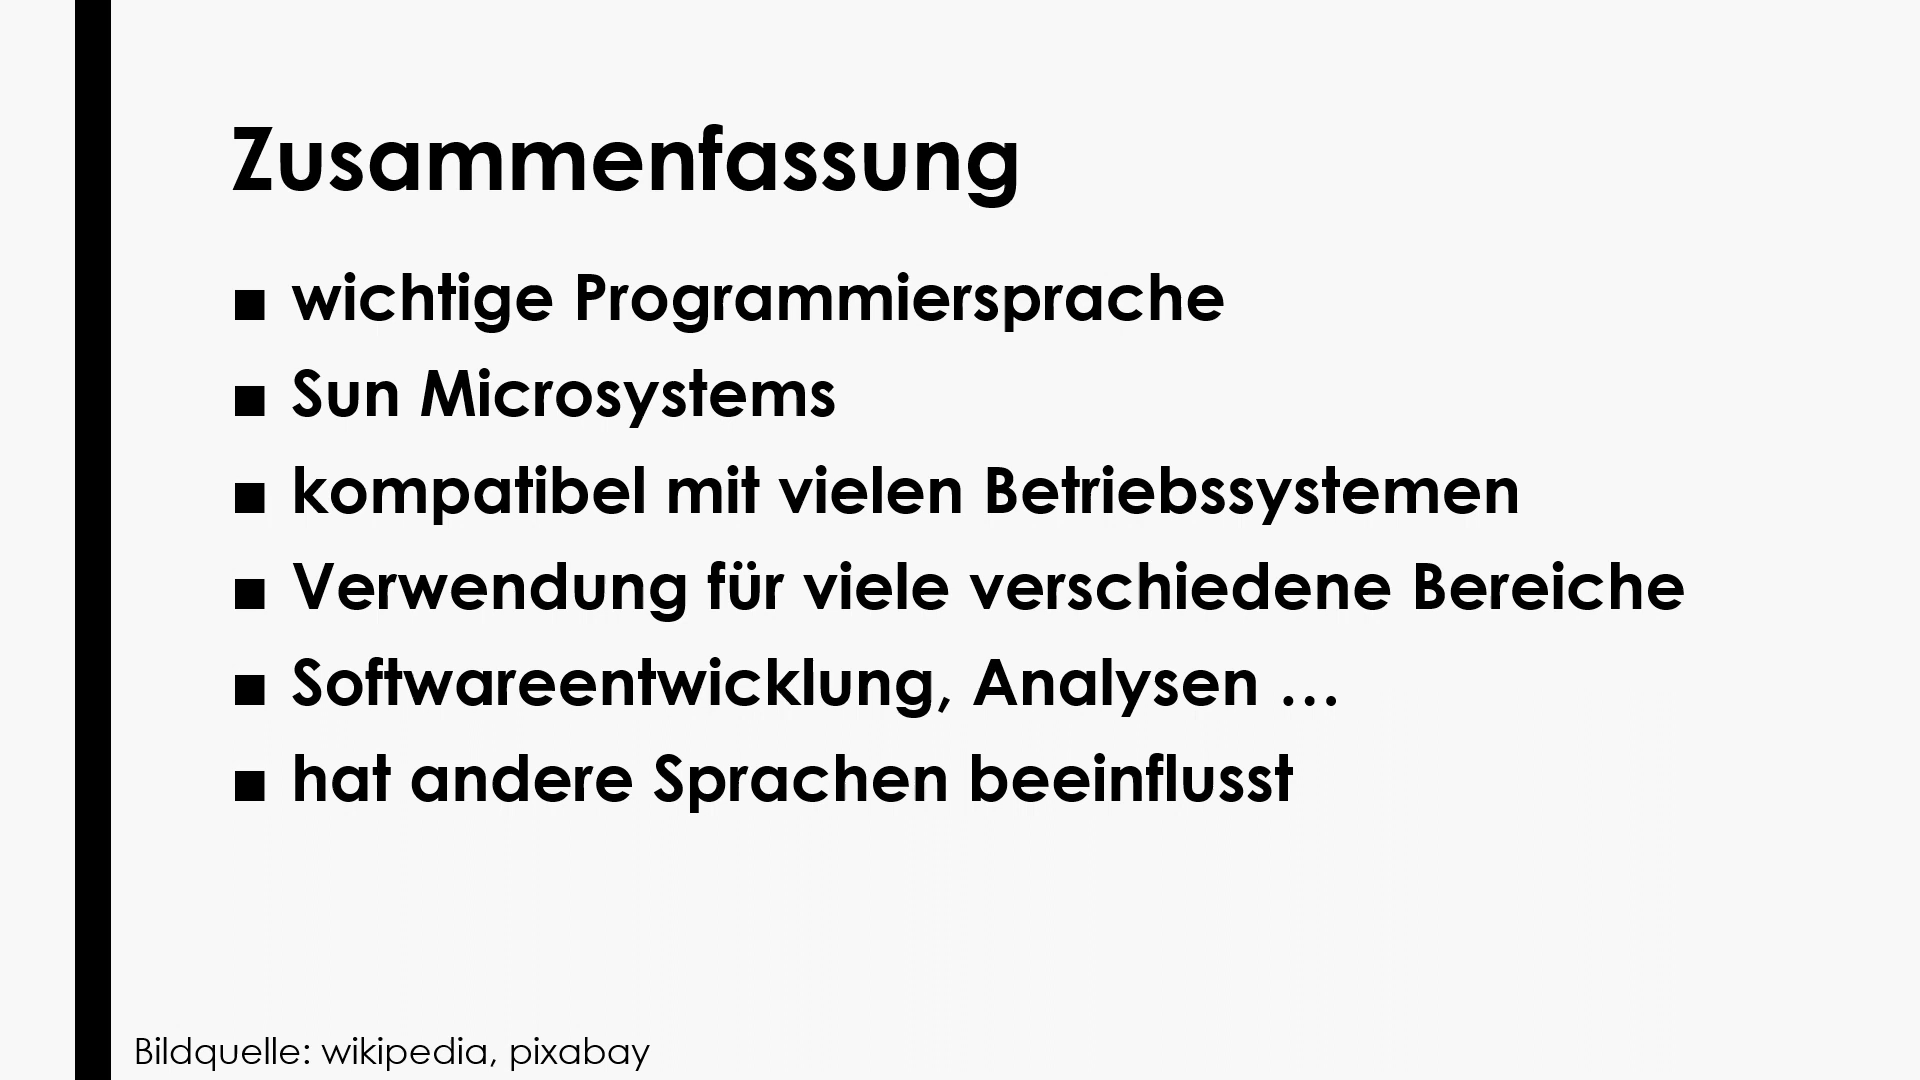 Zusammenfassung
■ wichtige Programmiersprache
■ Sun Microsystems
■ kompatibel mit vielen Betriebssystemen
■ Verwendung für viele verschiedene Bereiche
■ Softwareentwicklung, Analysen …
■ hat andere Sprachen beeinflusst
Bildquelle: wikipedia, pixabay